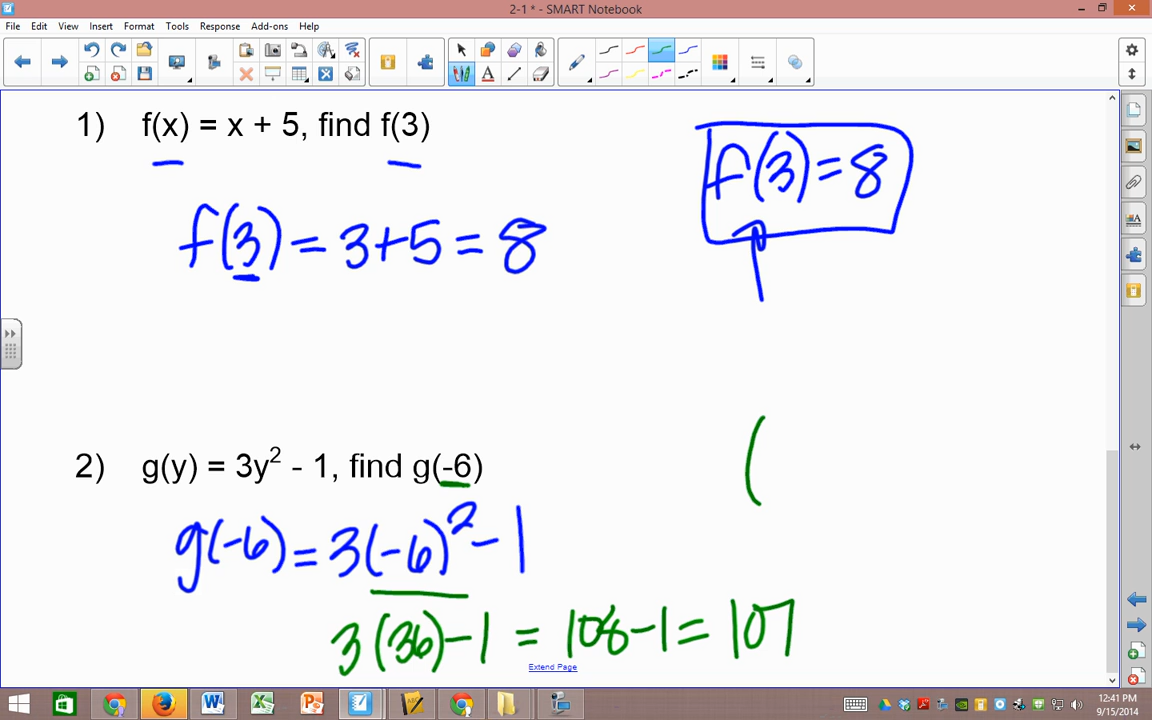 2-1 * - SMART Notebook
File Edit View Insert Format Tools Response Add-ons Help
1) f(x) = x + 5, find f(3)
f(3) = 8
f(3) = 3+5 = 8
2) g(y) = 3y² - 1, find g(-6)
(
g(-6) = 3(-6)² - 1
3(36) - 1 = 108 - 1 = 107
Extend Page
12:41 PM
9/15/2014